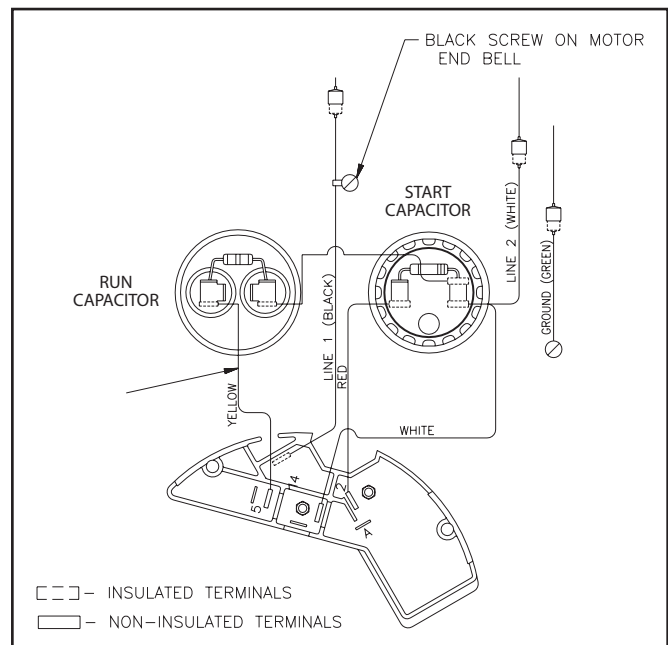 BLACK SCREW ON MOTOR
END BELL
START
CAPACITOR
RUN
CAPACITOR
LINE 1 (BLACK)
RED
LINE 2 (WHITE)
GROUND (GREEN)
YELLOW
WHITE
5
14
2
A
- INSULATED TERMINALS
- NON-INSULATED TERMINALS